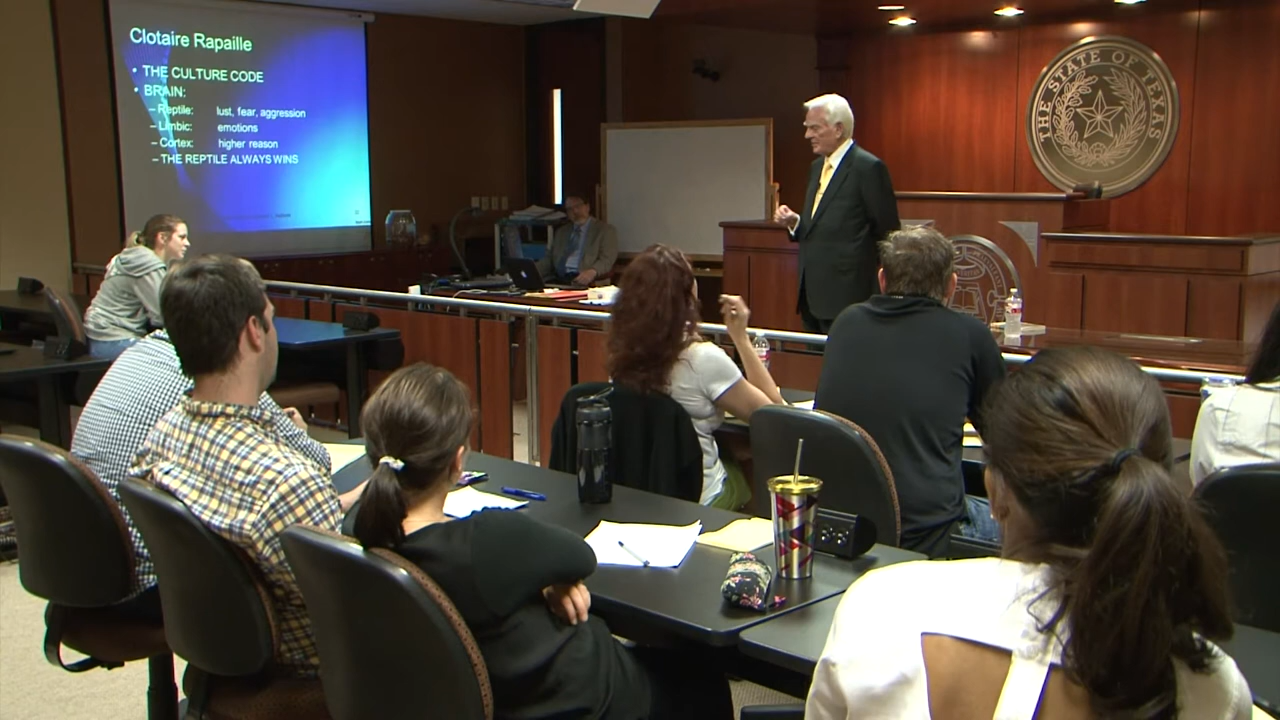 Clotaire Rapaille
• THE CULTURE CODE
• BRAIN:
– Reptile: lust, fear, aggression
– Limbic: emotions
– Cortex: higher reason
– THE REPTILE ALWAYS WINS
THE STATE OF TEXAS